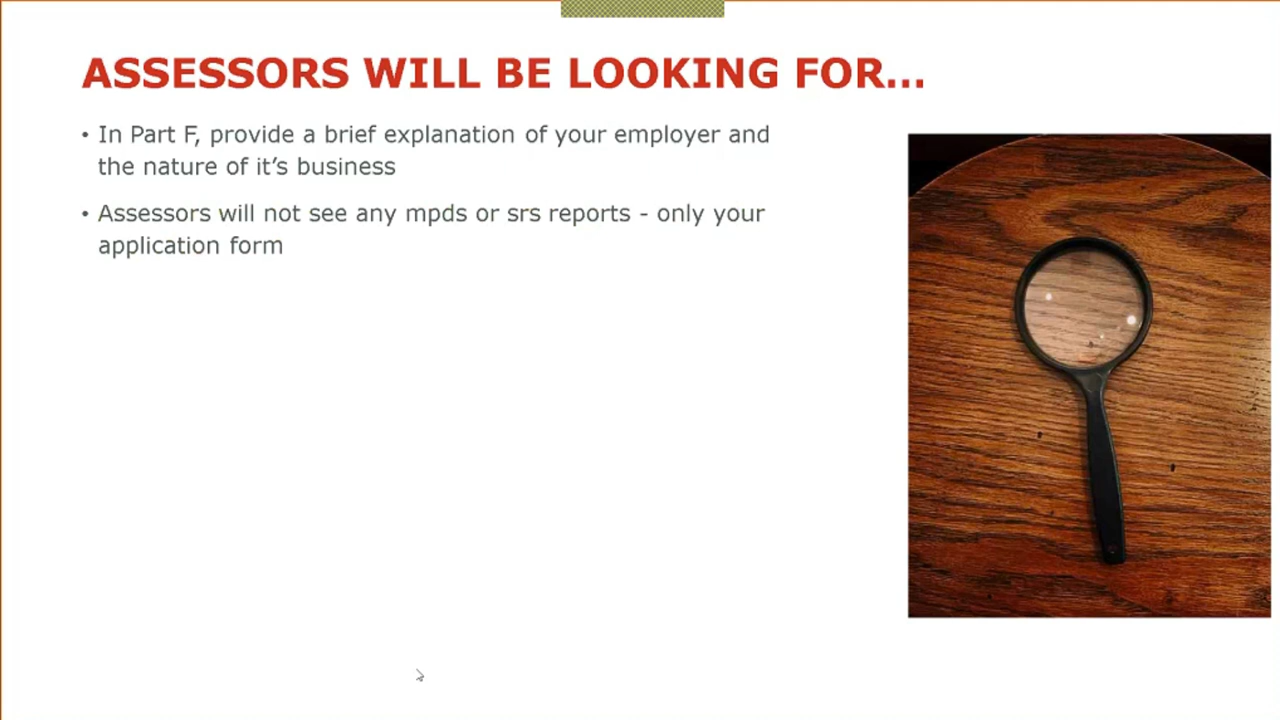 ASSESSORS WILL BE LOOKING FOR...
• In Part F, provide a brief explanation of your employer and
the nature of it’s business
• Assessors will not see any mpds or srs reports - only your
application form